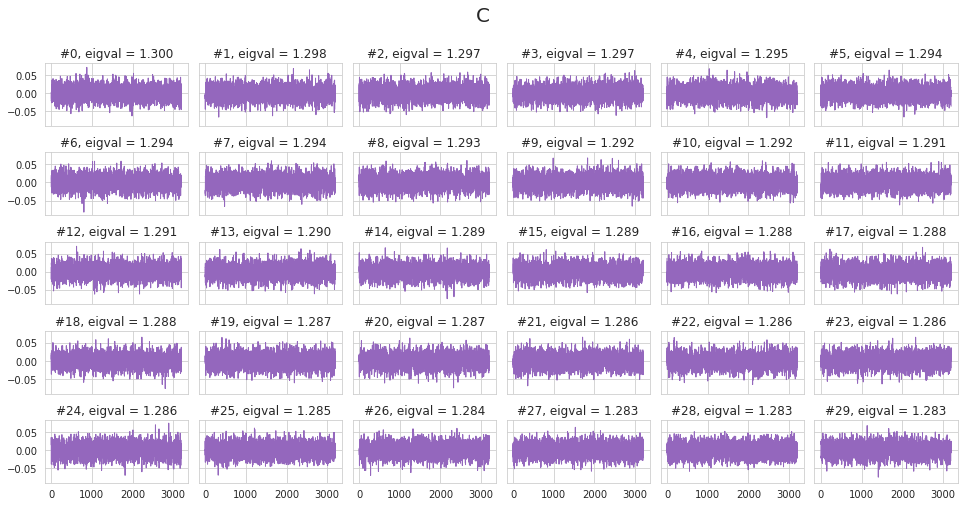 C
#0, eigval = 1.300 #1, eigval = 1.298 #2, eigval = 1.297 #3, eigval = 1.297 #4, eigval = 1.295 #5, eigval = 1.294
0.05
0.00
−0.05
#6, eigval = 1.294 #7, eigval = 1.294 #8, eigval = 1.293 #9, eigval = 1.292 #10, eigval = 1.292 #11, eigval = 1.291
0.05
0.00
−0.05
#12, eigval = 1.291 #13, eigval = 1.290 #14, eigval = 1.289 #15, eigval = 1.289 #16, eigval = 1.288 #17, eigval = 1.288
0.05
0.00
−0.05
#18, eigval = 1.288 #19, eigval = 1.287 #20, eigval = 1.287 #21, eigval = 1.286 #22, eigval = 1.286 #23, eigval = 1.286
0.05
0.00
−0.05
#24, eigval = 1.286 #25, eigval = 1.285 #26, eigval = 1.284 #27, eigval = 1.283 #28, eigval = 1.283 #29, eigval = 1.283
0.05
0.00
−0.05
0 1000 2000 3000 0 1000 2000 3000 0 1000 2000 3000 0 1000 2000 3000 0 1000 2000 3000 0 1000 2000 3000